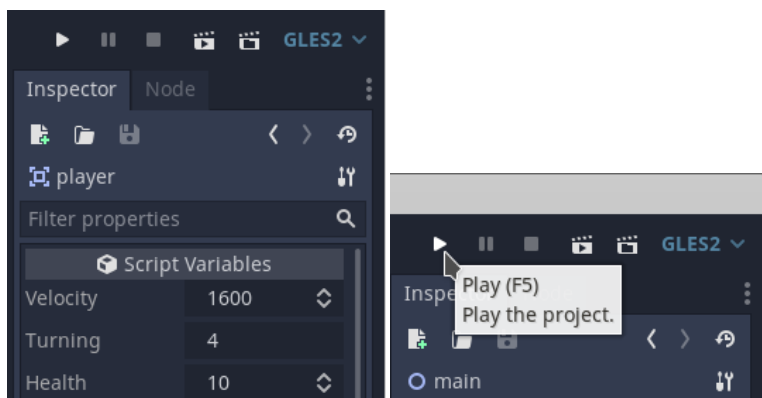 GLES2
Inspector Node
player
Filter properties
Script Variables
Velocity 1600
Turning 4
Health 10
GLES2
Inspe
Play (F5)
Play the project.
main